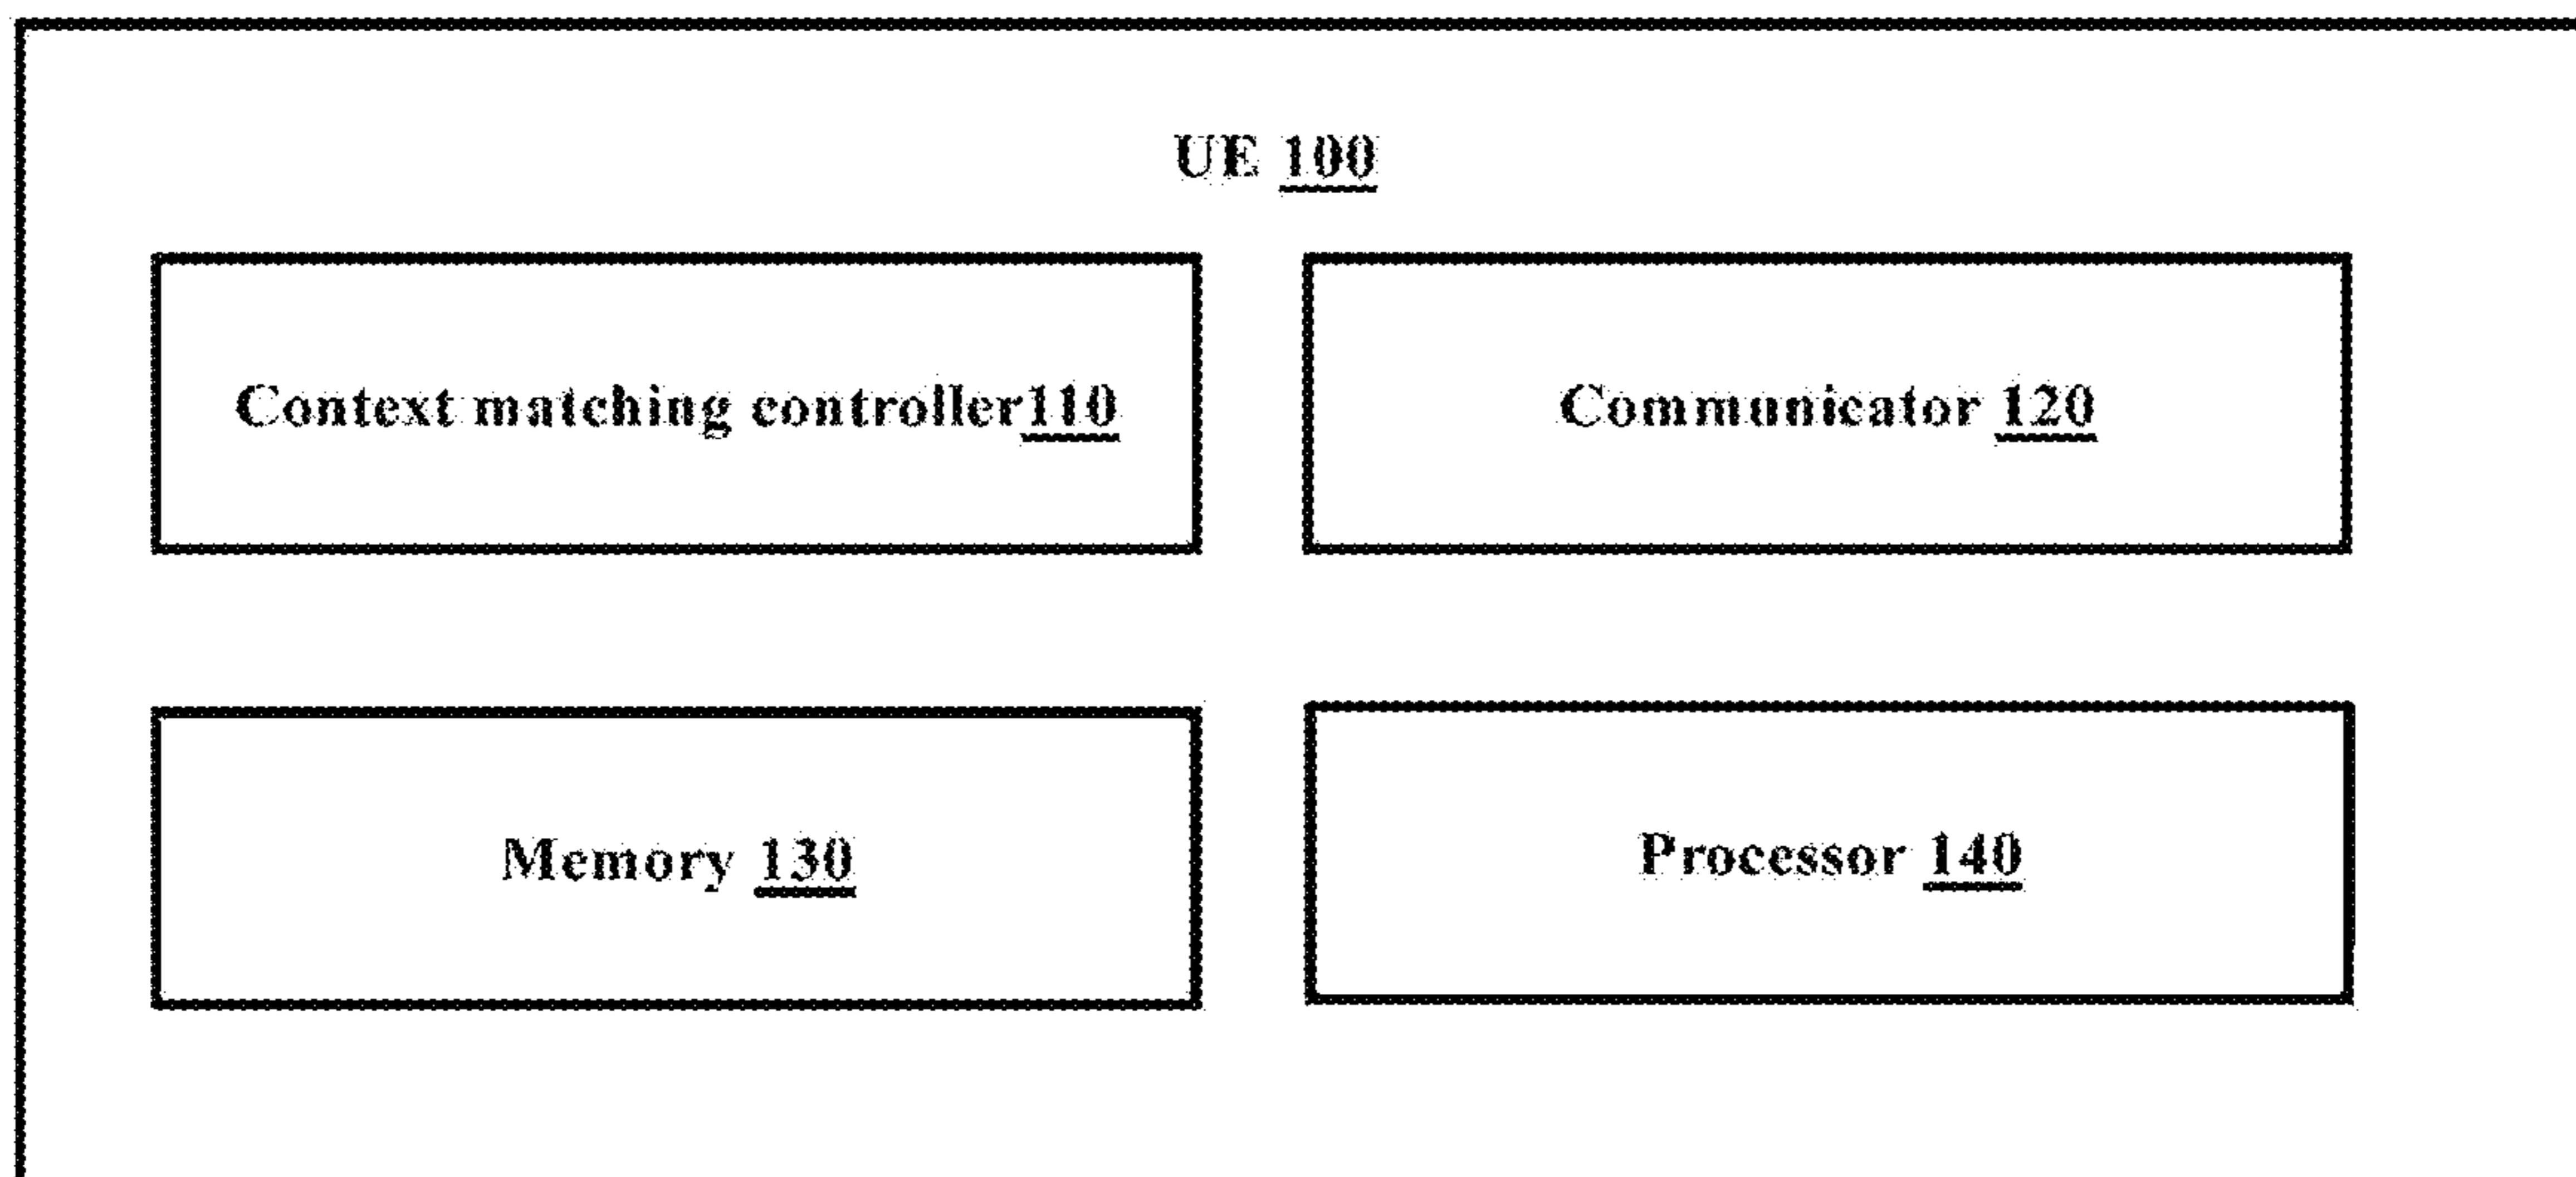 UE 100
Context matching controller110
Communicator 120
Memory 130
Processor 140